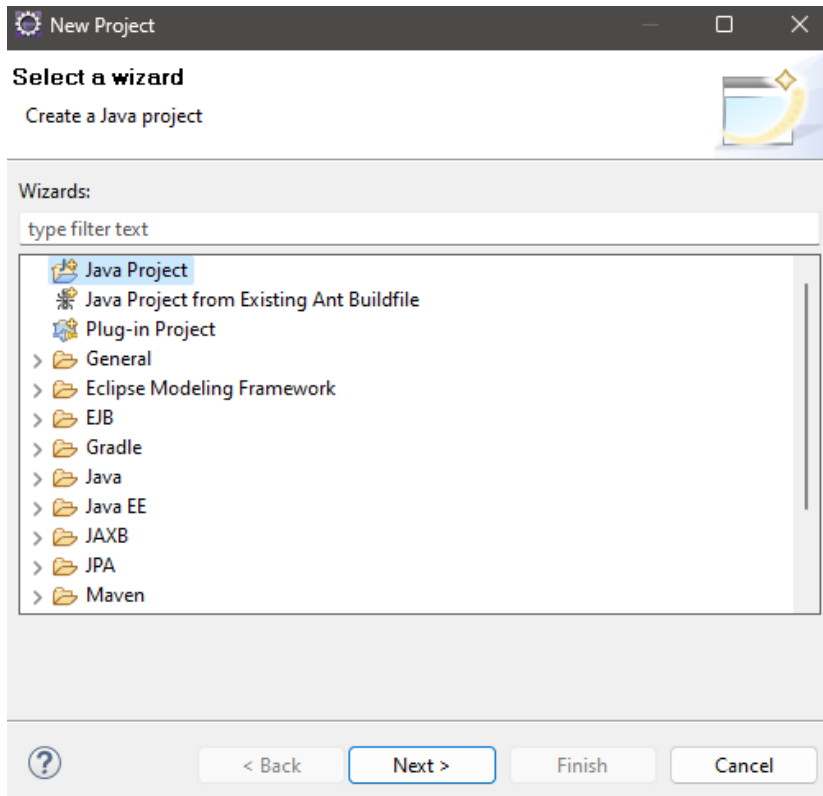 New Project
Select a wizard
Create a Java project
Wizards:
type filter text
Java Project
Java Project from Existing Ant Buildfile
Plug-in Project
General
Eclipse Modeling Framework
EJB
Gradle
Java
Java EE
JAXB
JPA
Maven
? < Back Next > Finish Cancel